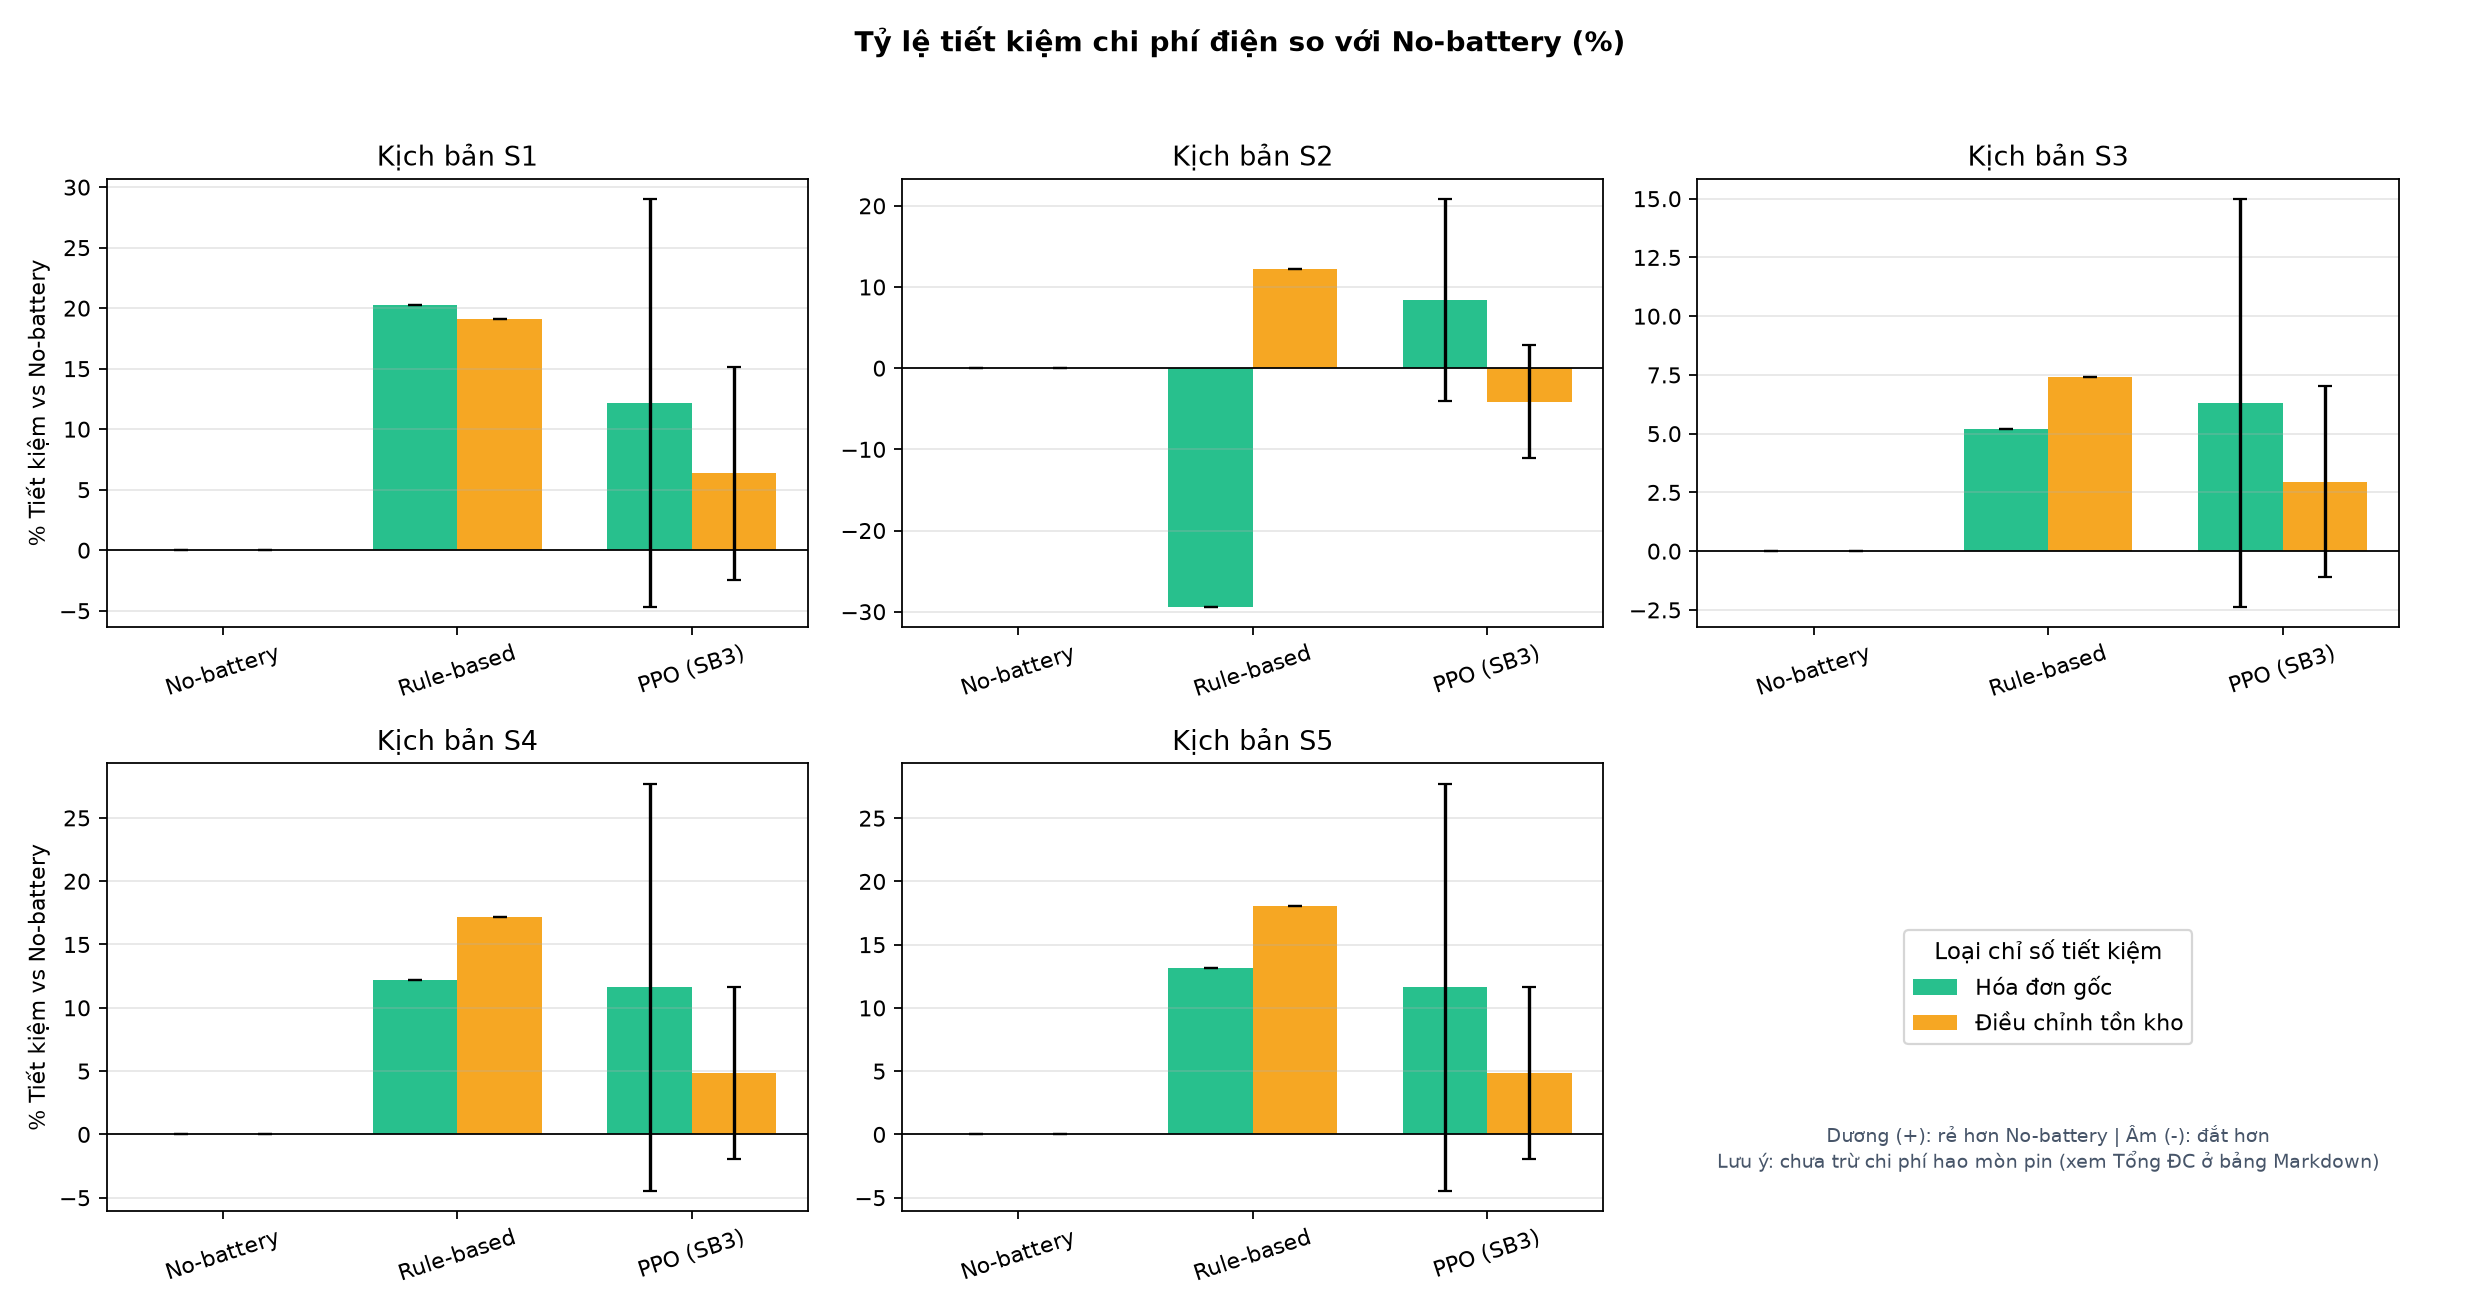 Tỷ lệ tiết kiệm chi phí điện so với No-battery (%)
Kịch bản S1
% Tiết kiệm vs No-battery
30
25
20
15
10
5
0
−5
No-battery
Rule-based
PPO (SB3)
Kịch bản S2
20
10
0
−10
−20
−30
No-battery
Rule-based
PPO (SB3)
Kịch bản S3
15.0
12.5
10.0
7.5
5.0
2.5
0.0
−2.5
No-battery
Rule-based
PPO (SB3)
Kịch bản S4
% Tiết kiệm vs No-battery
25
20
15
10
5
0
−5
No-battery
Rule-based
PPO (SB3)
Kịch bản S5
25
20
15
10
5
0
−5
No-battery
Rule-based
PPO (SB3)
Loại chỉ số tiết kiệm
Hóa đơn gốc
Điều chỉnh tồn kho
Dương (+): rẻ hơn No-battery | Âm (-): đắt hơn
Lưu ý: chưa trừ chi phí hao mòn pin (xem Tổng ĐC ở bảng Markdown)